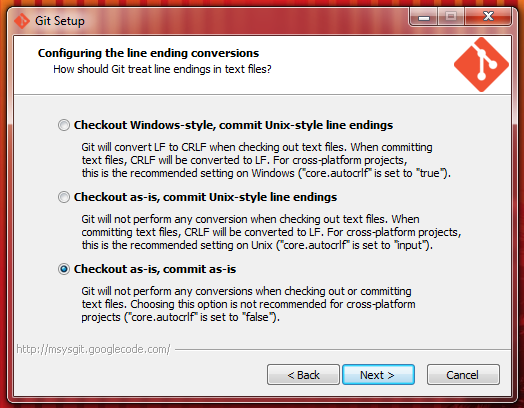 Git Setup
Configuring the line ending conversions
How should Git treat line endings in text files?
Checkout Windows-style, commit Unix-style line endings
Git will convert LF to CRLF when checking out text files. When committing
text files, CRLF will be converted to LF. For cross-platform projects,
this is the recommended setting on Windows ("core.autocrlf" is set to "true").
Checkout as-is, commit Unix-style line endings
Git will not perform any conversion when checking out text files. When
committing text files, CRLF will be converted to LF. For cross-platform projects,
this is the recommended setting on Unix ("core.autocrlf" is set to "input").
Checkout as-is, commit as-is
Git will not perform any conversions when checking out or committing
text files. Choosing this option is not recommended for cross-platform
projects ("core.autocrlf" is set to "false").
http://msysgit.googlecode.com/
< Back
Next >
Cancel